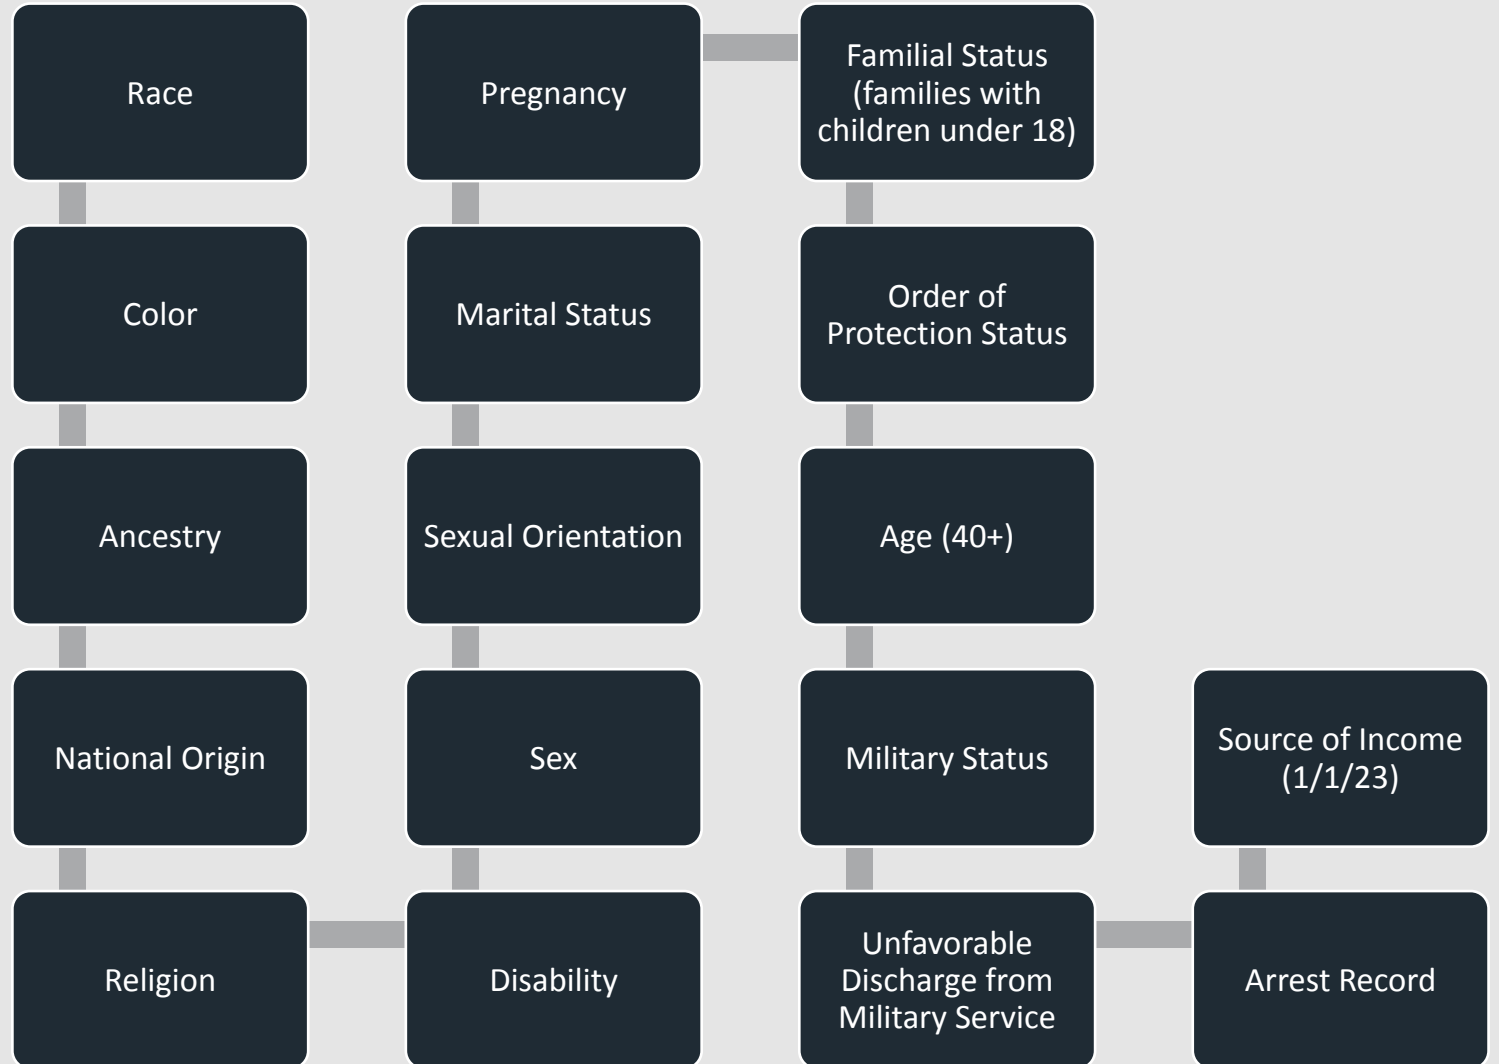 Race
Color
Ancestry
National Origin
Religion
Disability
Sex
Sexual Orientation
Marital Status
Pregnancy
Familial Status
(families with
children under 18)
Order of
Protection Status
Age (40+)
Military Status
Unfavorable
Discharge from
Military Service
Arrest Record
Source of Income
(1/1/23)